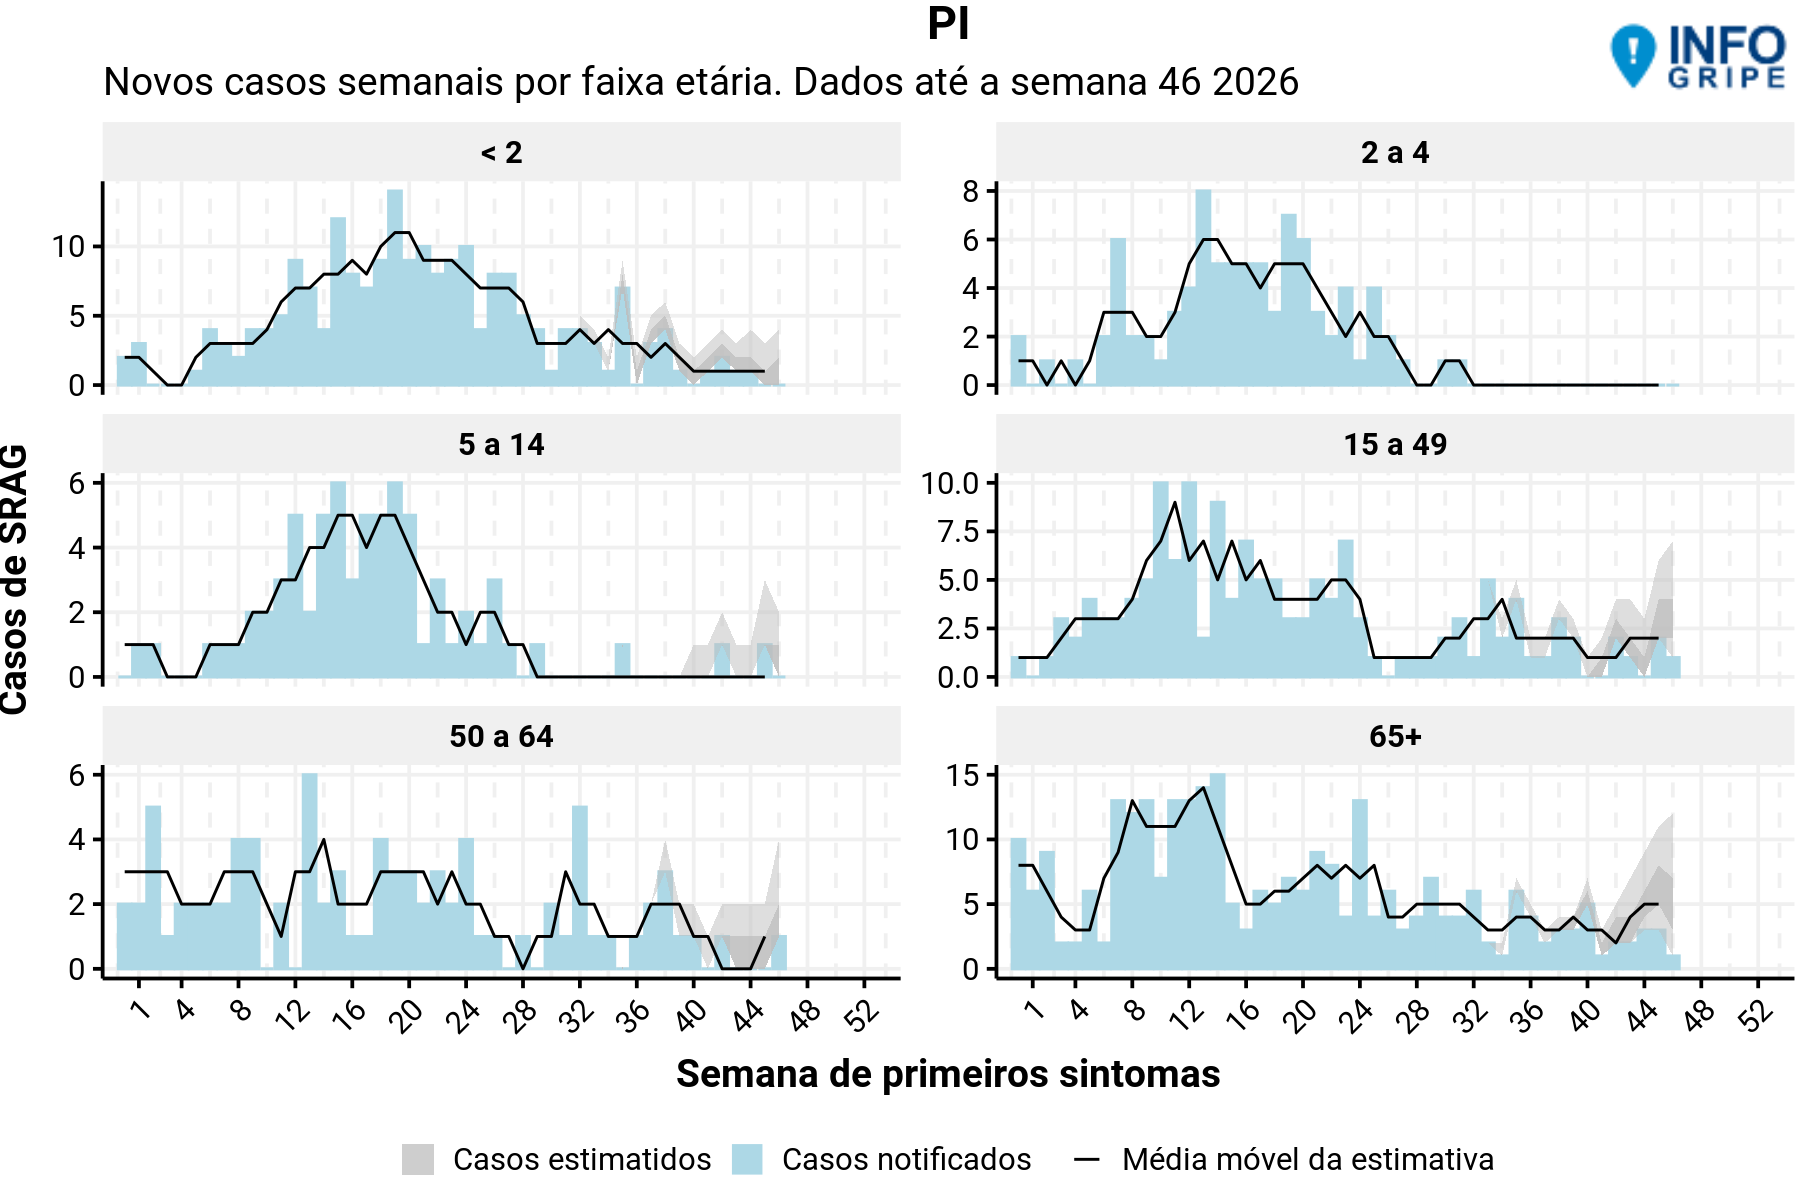 PI
INFO
GRIPE
Novos casos semanais por faixa etária. Dados até a semana 46 2026
Casos de SRAG
< 2
10
5
0
2 a 4
8
6
4
2
0
5 a 14
6
4
2
0
15 a 49
10.0
7.5
5.0
2.5
0.0
50 a 64
6
4
2
0
65+
15
10
5
0
1 4 8 12 16 20 24 28 32 36 40 44 48 52
1 4 8 12 16 20 24 28 32 36 40 44 48 52
Semana de primeiros sintomas
Casos estimatidos Casos notificados Média móvel da estimativa